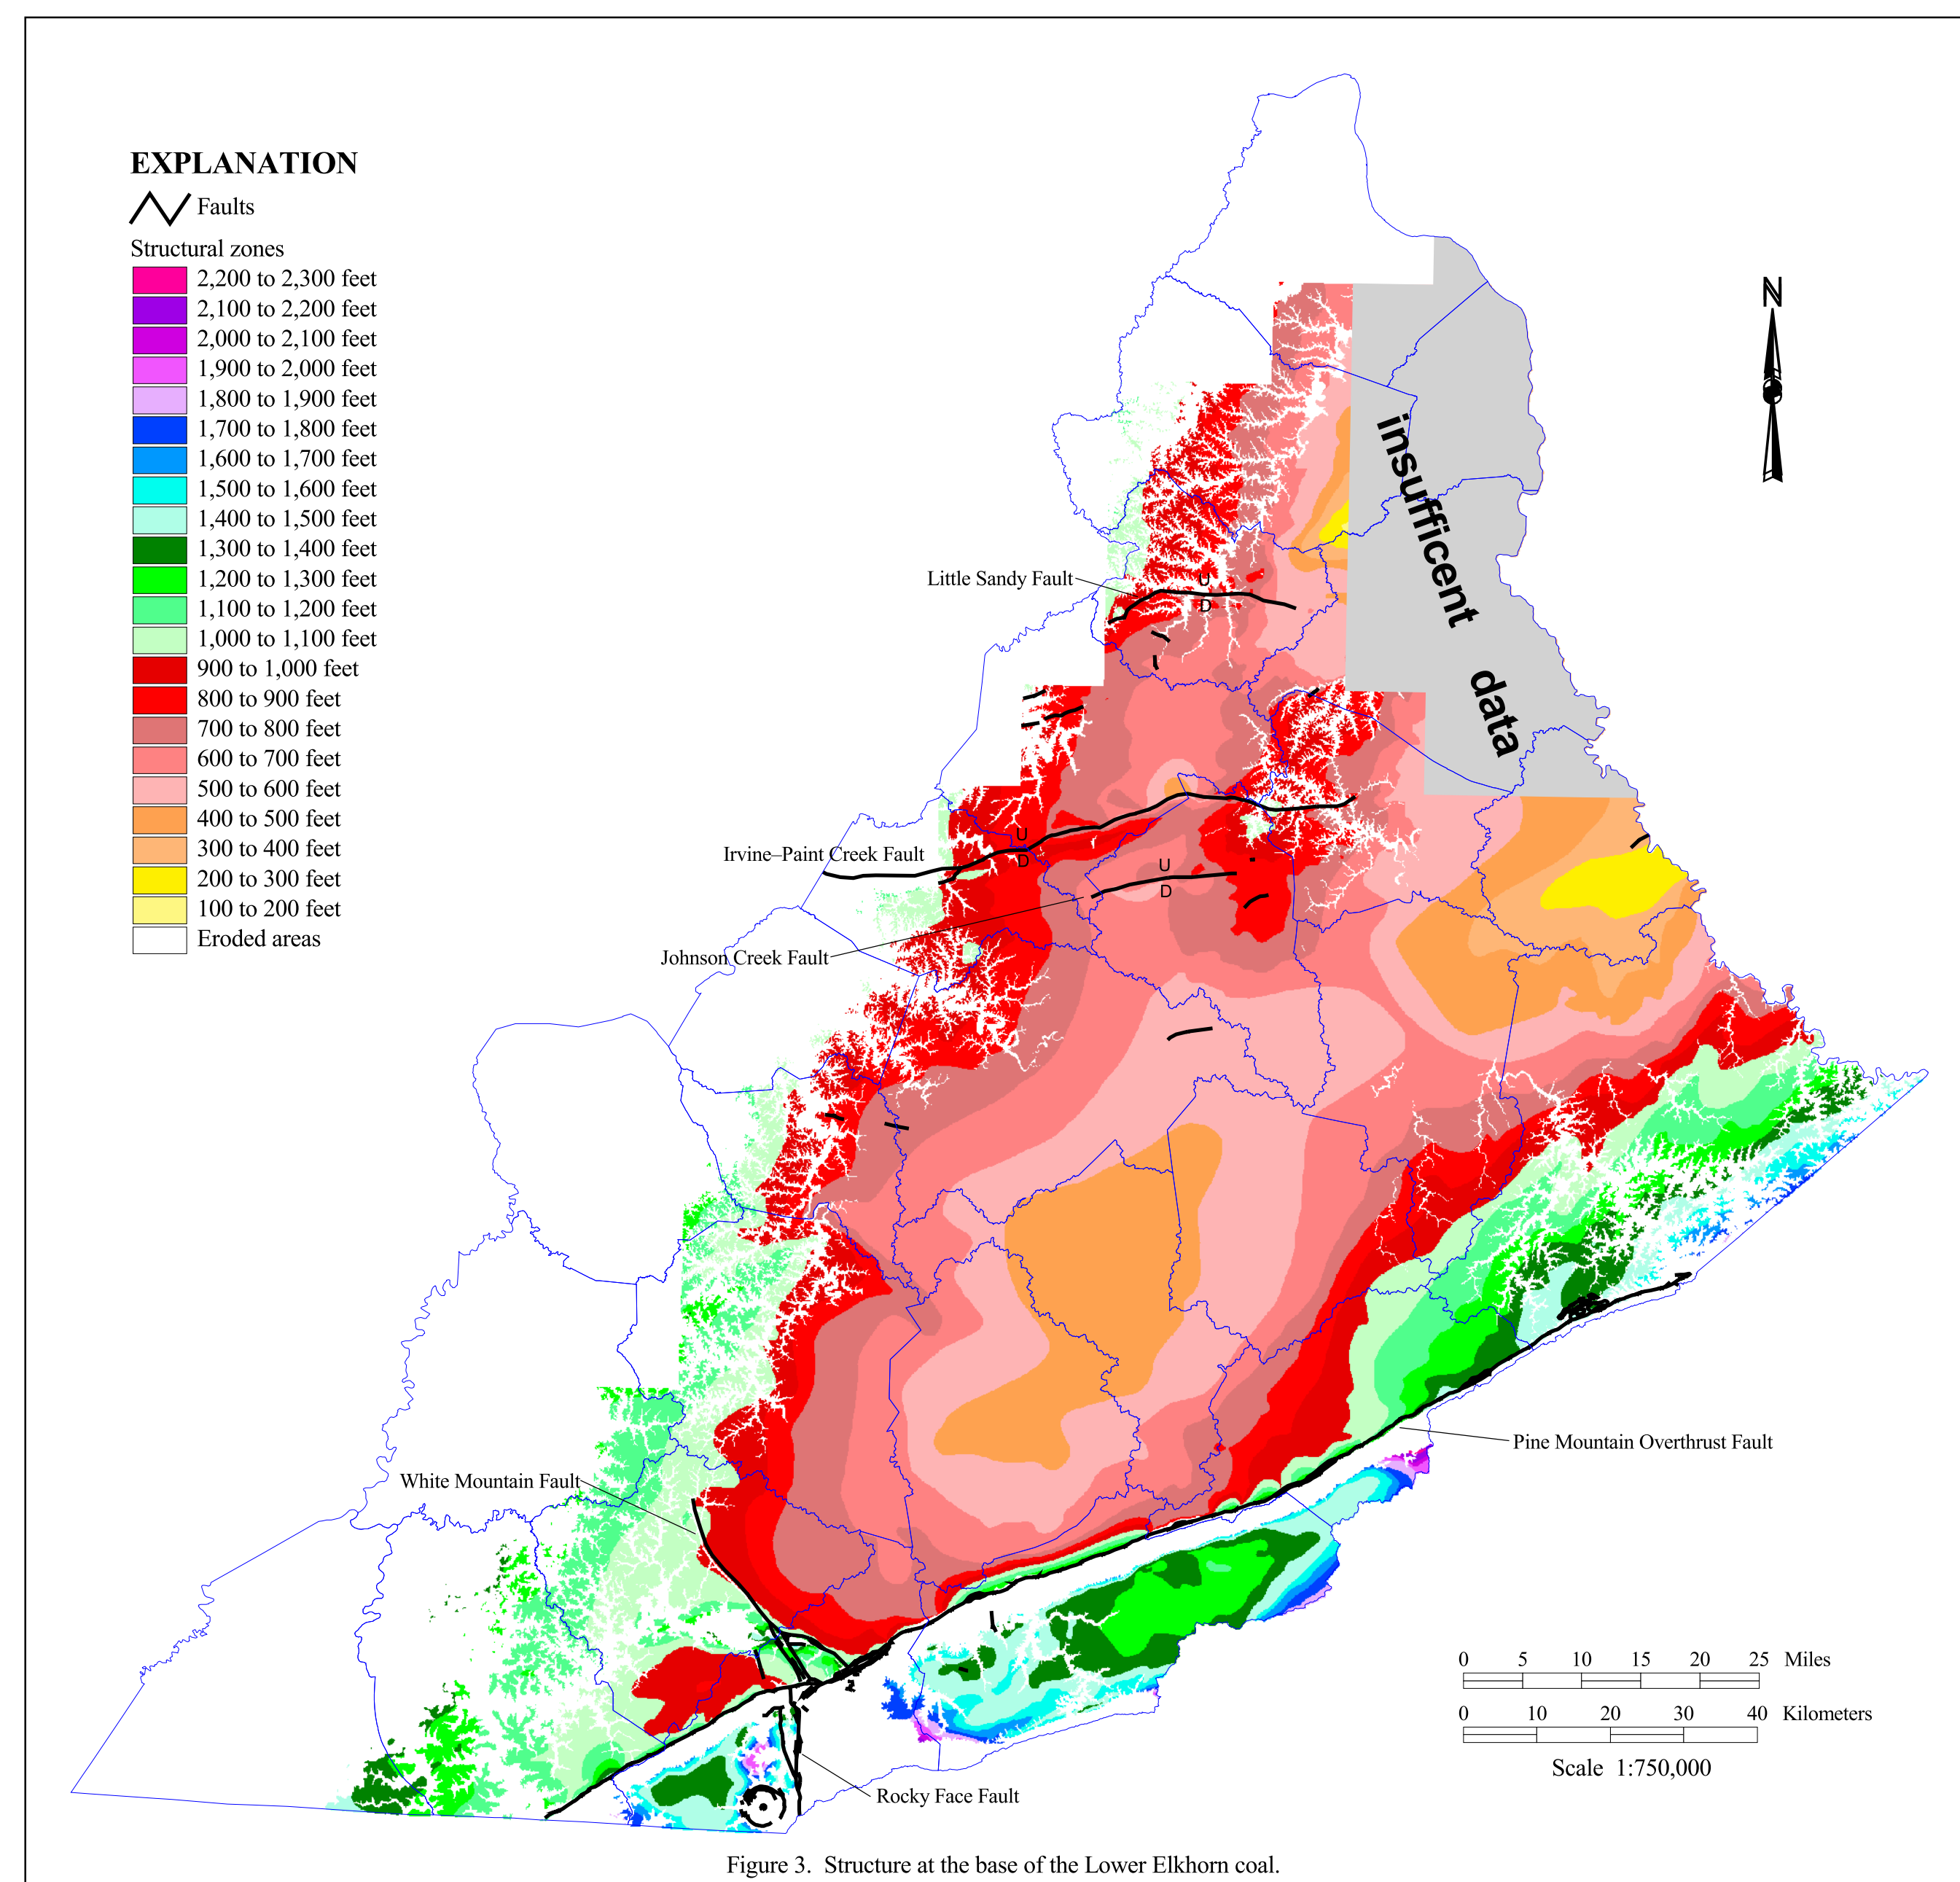 EXPLANATION
Faults
Structural zones
2,200 to 2,300 feet
2,100 to 2,200 feet
2,000 to 2,100 feet
1,900 to 2,000 feet
1,800 to 1,900 feet
1,700 to 1,800 feet
1,600 to 1,700 feet
1,500 to 1,600 feet
1,400 to 1,500 feet
1,300 to 1,400 feet
1,200 to 1,300 feet
1,100 to 1,200 feet
1,000 to 1,100 feet
900 to 1,000 feet
800 to 900 feet
700 to 800 feet
600 to 700 feet
500 to 600 feet
400 to 500 feet
300 to 400 feet
200 to 300 feet
100 to 200 feet
Eroded areas
N
insufficent
data
Little Sandy Fault
U
D
Irvine–Paint Creek Fault
U
D
U
D
Johnson Creek Fault
White Mountain Fault
Pine Mountain Overthrust Fault
Rocky Face Fault
0 5 10 15 20 25 Miles
0 10 20 30 40 Kilometers
Scale 1:750,000
Figure 3. Structure at the base of the Lower Elkhorn coal.